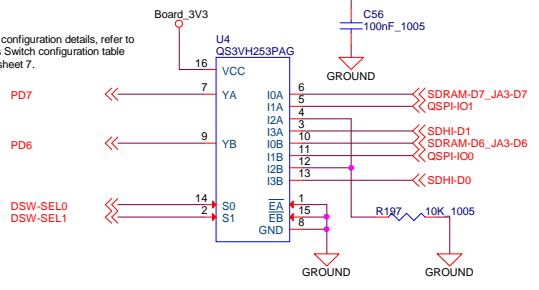 Board_3V3
C56
100nF_1005
configuration details, refer to
s Switch configuration table
sheet 7.
U4
QS3VH253PAG
GROUND
16 VCC
PD7 7 YA I0A 6 SDRAM-D7_JA3-D7
I1A 5 QSPI-IO1
I2A 4
I3A 3 SDHI-D1
PD6 9 YB I0B 10 SDRAM-D6_JA3-D6
I1B 11 QSPI-IO0
I2B 12
I3B 13 SDHI-D0
DSW-SEL0 14 S0 EA 1
DSW-SEL1 2 S1 EB 15
GND 8
R197 10K_1005
GROUND
GROUND